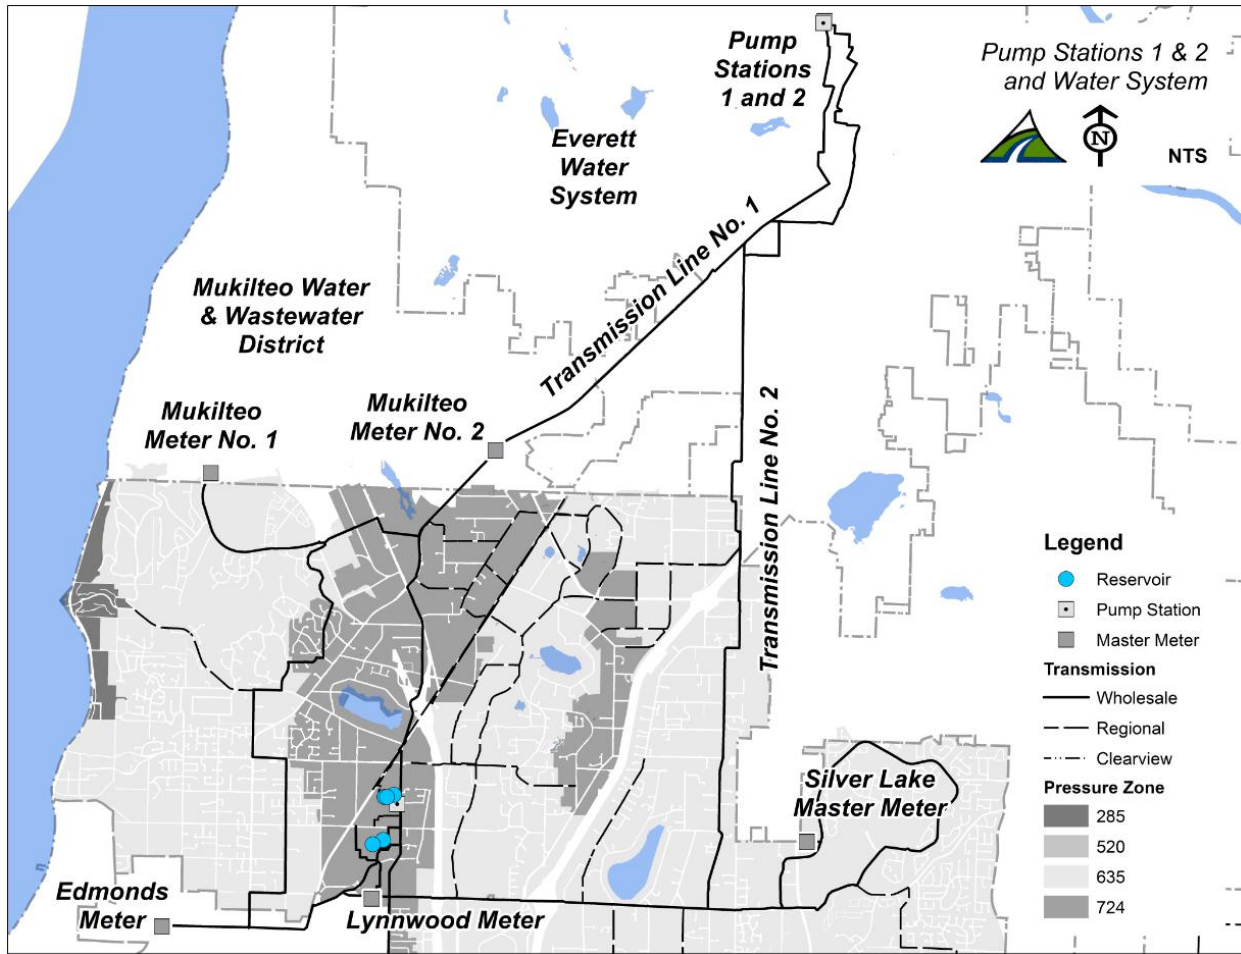 Pump Stations 1 & 2
and Water System
N
NTS
Pump
Stations
1 and 2
Everett
Water
System
Transmission Line No. 1
Mukilteo Water
& Wastewater
District
Mukilteo
Meter No. 1
Mukilteo
Meter No. 2
Transmission Line No. 2
Silver Lake
Master Meter
Edmonds
Meter
Lynnwood Meter
Legend
Reservoir
Pump Station
Master Meter
Transmission
Wholesale
Regional
Clearview
Pressure Zone
285
520
635
724